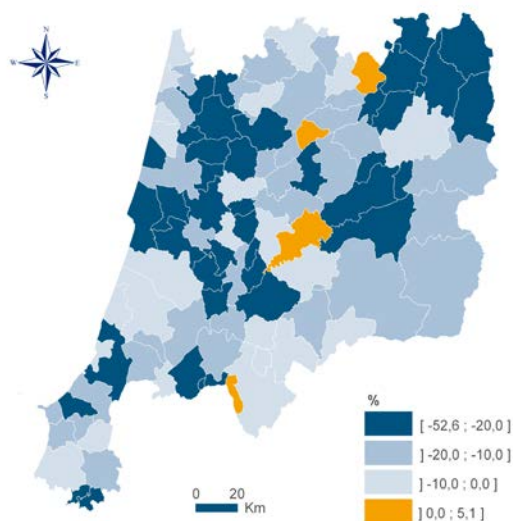 N
W E
S
%
[ -52,6 ; -20,0 ]
] -20,0 ; -10,0 ]
] -10,0 ; 0,0 ]
] 0,0 ; 5,1 ]
0 20
Km